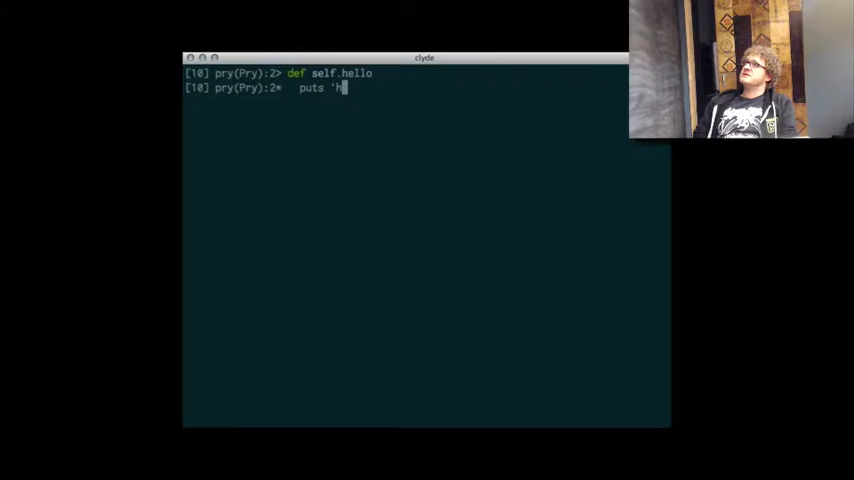 clyde
[10] pry(Pry):2> def self.hello
[10] pry(Pry):2*   puts 'h